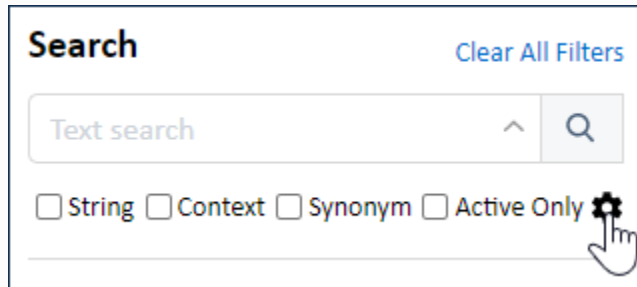 Search
Clear All Filters
Text search
String Context Synonym Active Only